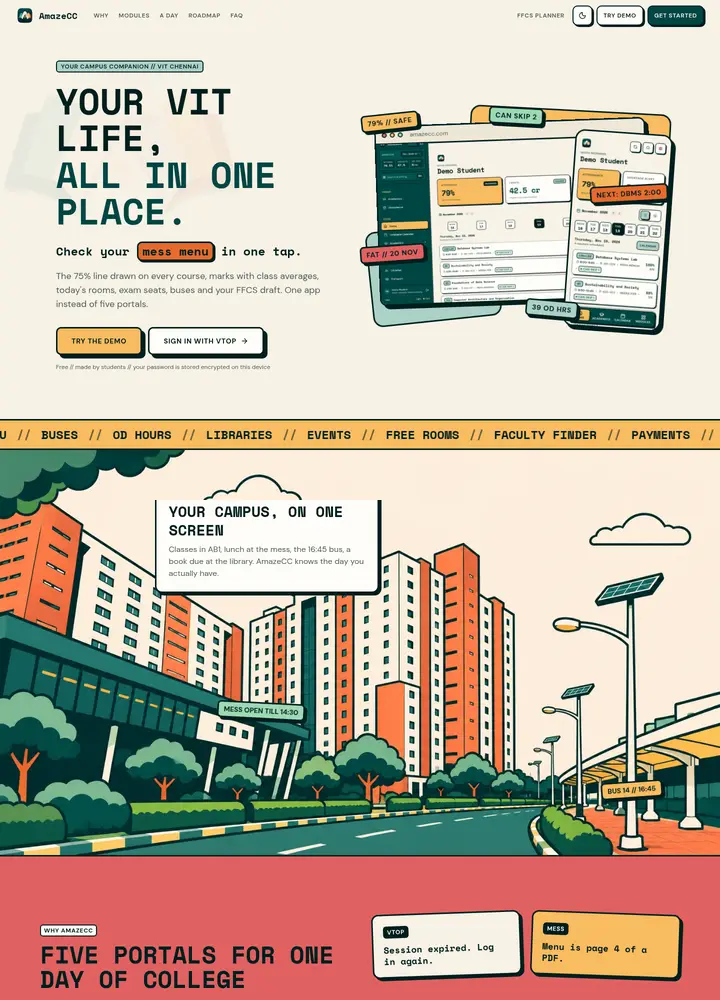 AmazeCC
WHY MODULES A DAY ROADMAP FAQ
FFCS PLANNER
TRY DEMO
GET STARTED
YOUR CAMPUS COMPANION // VIT CHENNAI
YOUR VIT
LIFE,
ALL IN ONE
PLACE.
Check your mess menu in one tap.
The 75% line drawn on every course, marks with class averages,
today's rooms, exam seats, buses and your FFCS draft. One app
instead of five portals.
TRY THE DEMO
SIGN IN WITH VTOP →
Free // made by students // your password is stored encrypted on this device
79% // SAFE
CAN SKIP 2
amazecc.com
Demo Student
79%
42.5 cr
November 2020
Demo Student
79%
NEXT: DBMS 2:00
FAT // 20 NOV
39 OD HRS
U // BUSES // OD HOURS // LIBRARIES // EVENTS // FREE ROOMS // FACULTY FINDER // PAYMENTS //
YOUR CAMPUS, ON ONE
SCREEN
Classes in AB1, lunch at the mess, the 16:45 bus, a
book due at the library. AmazeCC knows the day you
actually have.
MESS OPEN TILL 14:30
BUS 14 // 16:45
WHY AMAZECC
FIVE PORTALS FOR ONE
DAY OF COLLEGE
VTOP
Session expired. Log
in again.
MESS
Menu is page 4 of a
PDF.